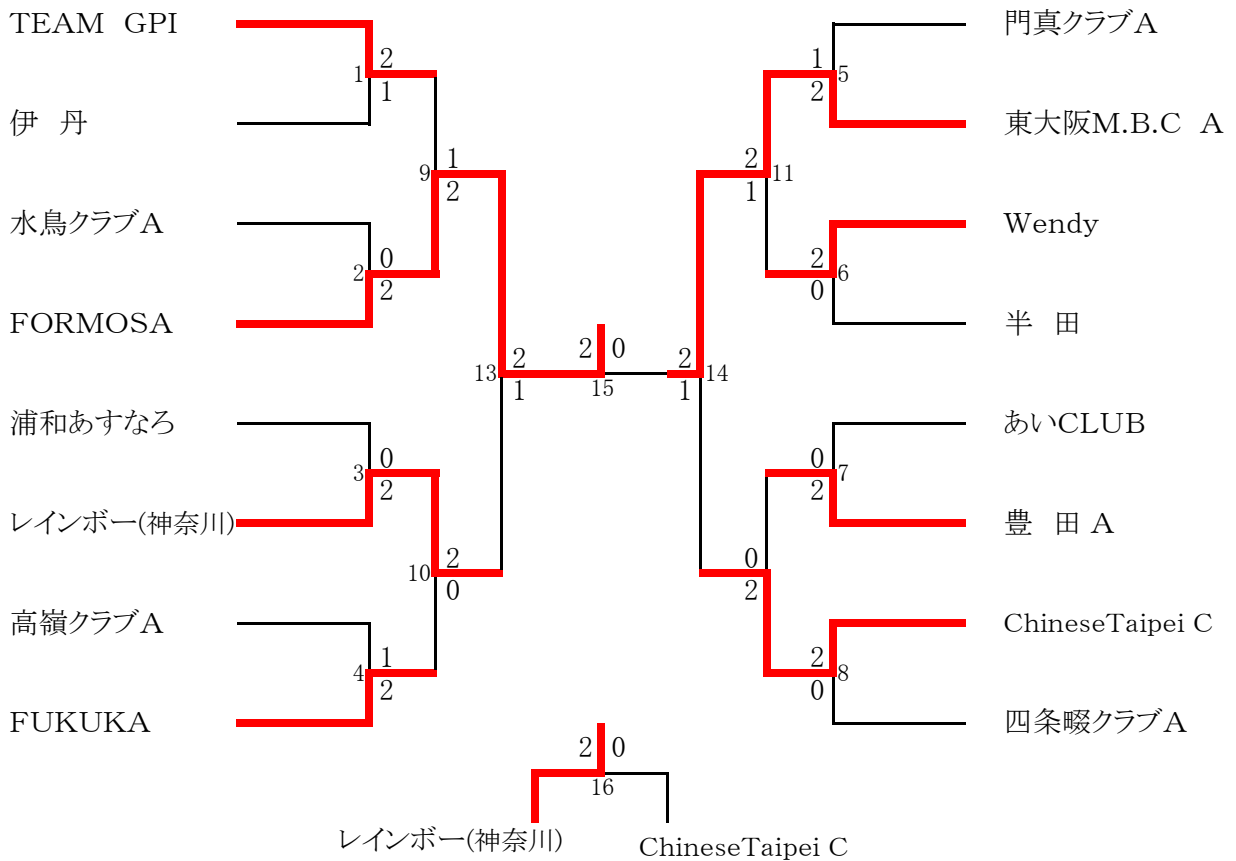 TEAM GPI
2
1
1
伊 丹
1
9
2
水鳥クラブA
0
2
2
FORMOSA
2
13
1
浦和あすなろ
0
3
2
レインボー(神奈川)
2
10
0
高嶺クラブA
1
4
2
FUKUKA
2 0
15
門真クラブA
1
5
2
東大阪M.B.C A
2
11
1
Wendy
2
6
0
半 田
2
14
1
あいCLUB
0
7
2
豊 田 A
0
2
ChineseTaipei C
2
8
0
四条畷クラブA
2 0
16
レインボー(神奈川)
ChineseTaipei C